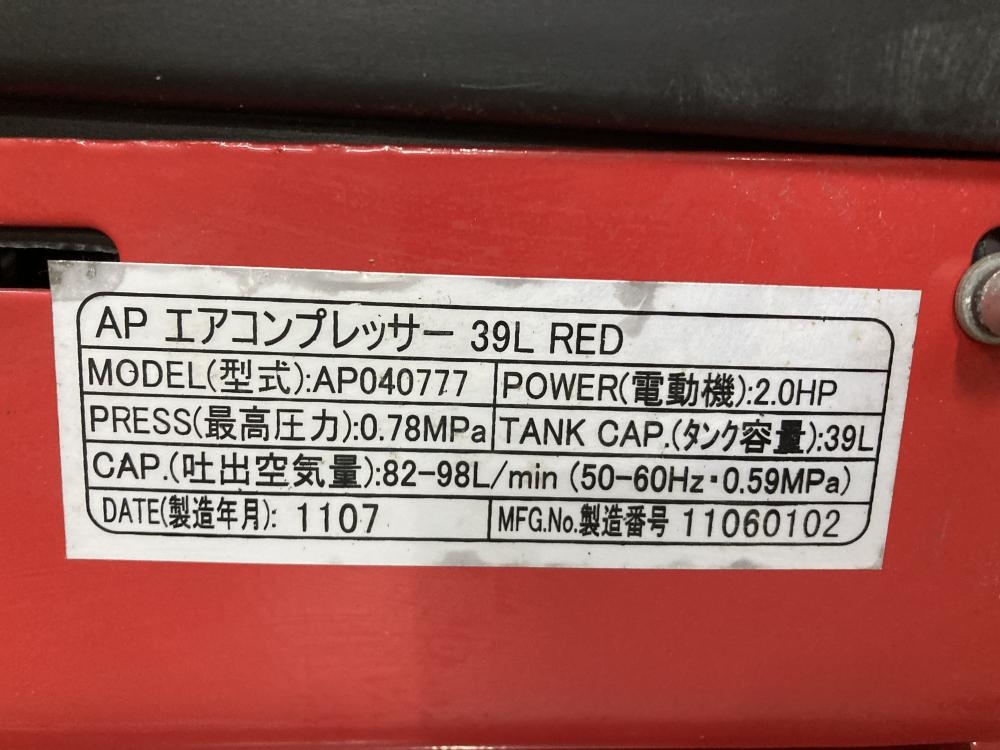 AP エアコンプレッサー 39L RED
MODEL(型式):AP040777 POWER(電動機):2.0HP
PRESS(最高圧力):0.78MPa TANK CAP.(タンク容量):39L
CAP.(吐出空気量):82-98L/min (50-60Hz・0.59MPa)
DATE(製造年月): 1107 MFG.No.製造番号 11060102